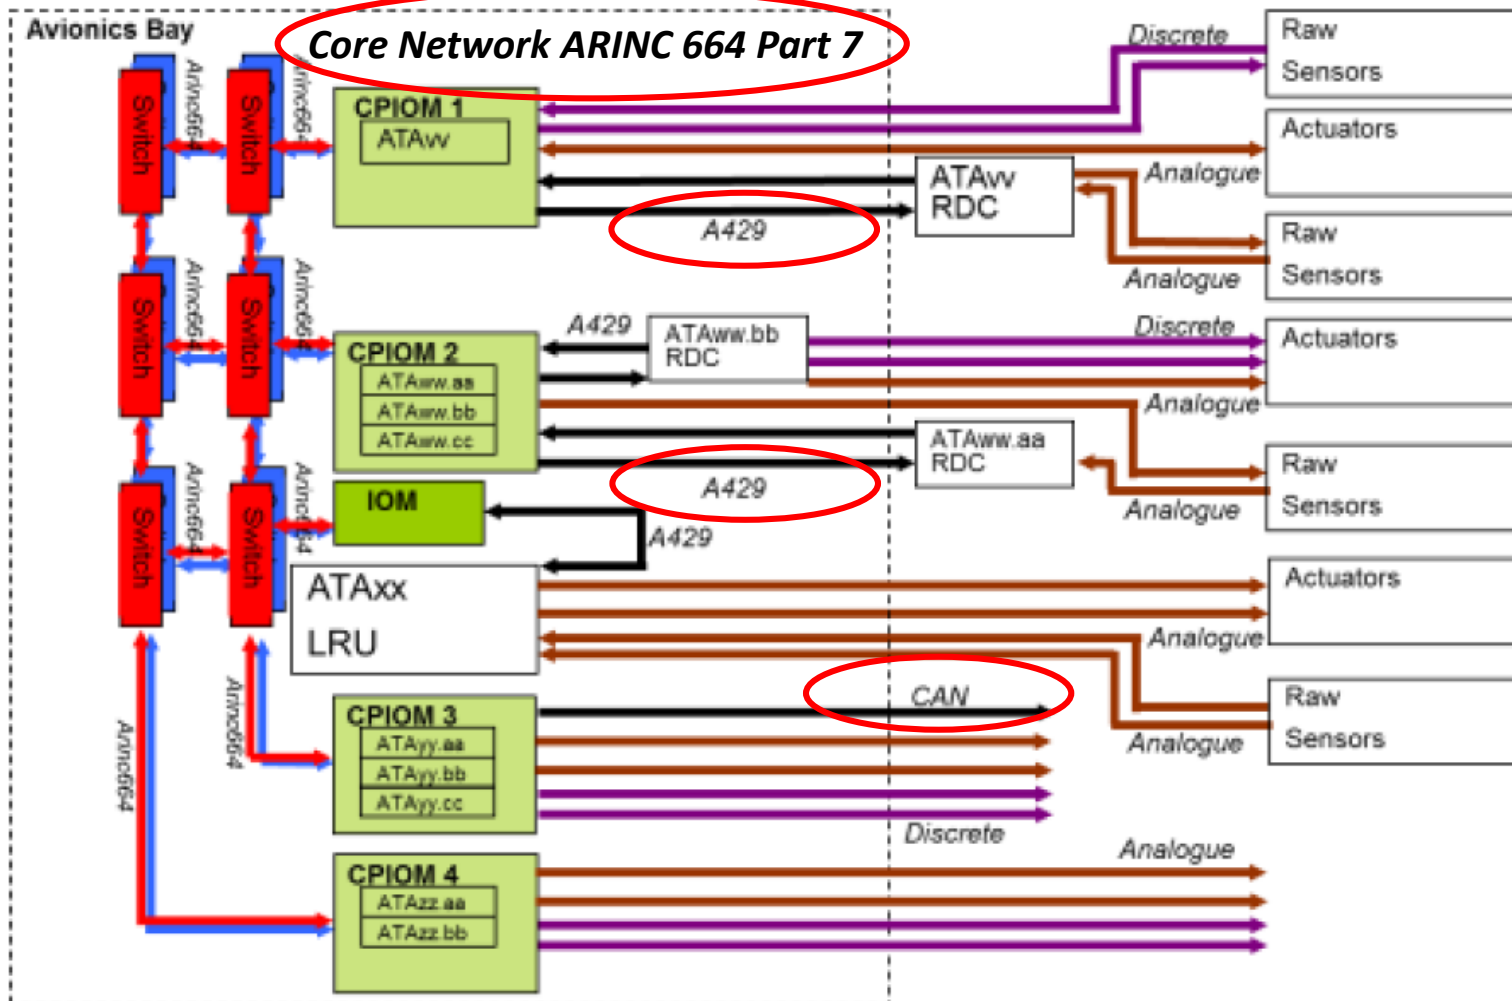 Avionics Bay
Core Network ARINC 664 Part 7
Switch
Arinc664
Switch
Arinc664
CPIOM 1
ATAvv
Discrete
Raw
Sensors
Actuators
Analogue
ATAvv
RDC
A429
Raw
Sensors
Analogue
Switch
Arinc664
Switch
Arinc664
CPIOM 2
ATAww.aa
ATAww.bb
ATAww.cc
A429
ATAww.bb
RDC
Discrete
Actuators
Analogue
ATAww.aa
RDC
A429
Raw
Sensors
Analogue
Switch
Arinc664
Switch
Arinc664
IOM
A429
ATAxx
LRU
Actuators
Analogue
Raw
Sensors
Analogue
Arinc664
Arinc664
CPIOM 3
ATAyy.aa
ATAyy.bb
ATAyy.cc
CAN
Discrete
CPIOM 4
ATAzz.aa
ATAzz.bb
Analogue